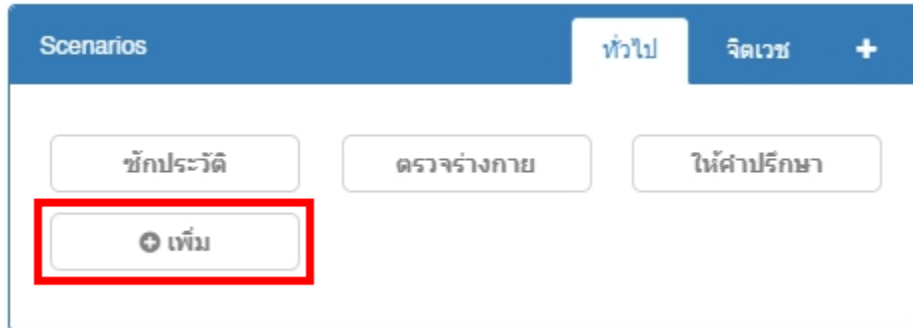 Scenarios ทั่วไป จิตเวช +
ซักประวัติ ตรวจร่างกาย ให้คำปรึกษา
เพิ่ม